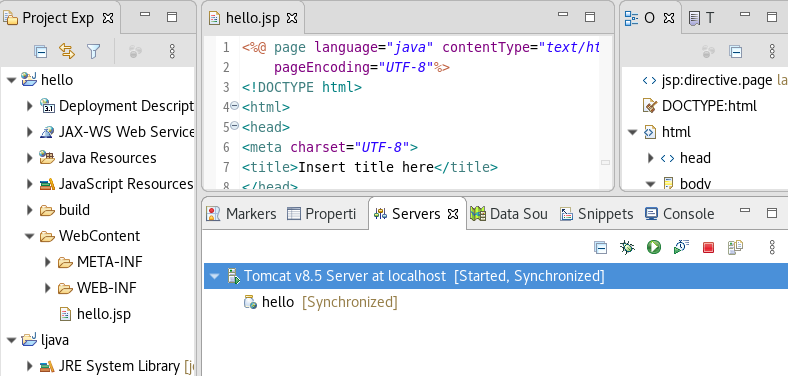 Project Exp
hello
Deployment Descript
JAX-WS Web Service
Java Resources
JavaScript Resources
build
WebContent
META-INF
WEB-INF
hello.jsp
ljava
JRE System Library [je
hello.jsp
1 <%@ page language="java" contentType="text/ht
2 pageEncoding="UTF-8"%>
3 <!DOCTYPE html>
4 <html>
5 <head>
6 <meta charset="UTF-8">
7 <title>Insert title here</title>
8 </head>
O
T
jsp:directive.page la
DOCTYPE:html
html
head
body
Markers Properti Servers Data Sou Snippets Console
Tomcat v8.5 Server at localhost [Started, Synchronized]
hello [Synchronized]